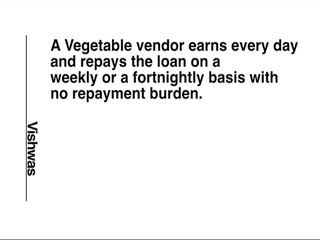 A Vegetable vendor earns every day
and repays the loan on a
weekly or a fortnightly basis with
no repayment burden.
Vishwas